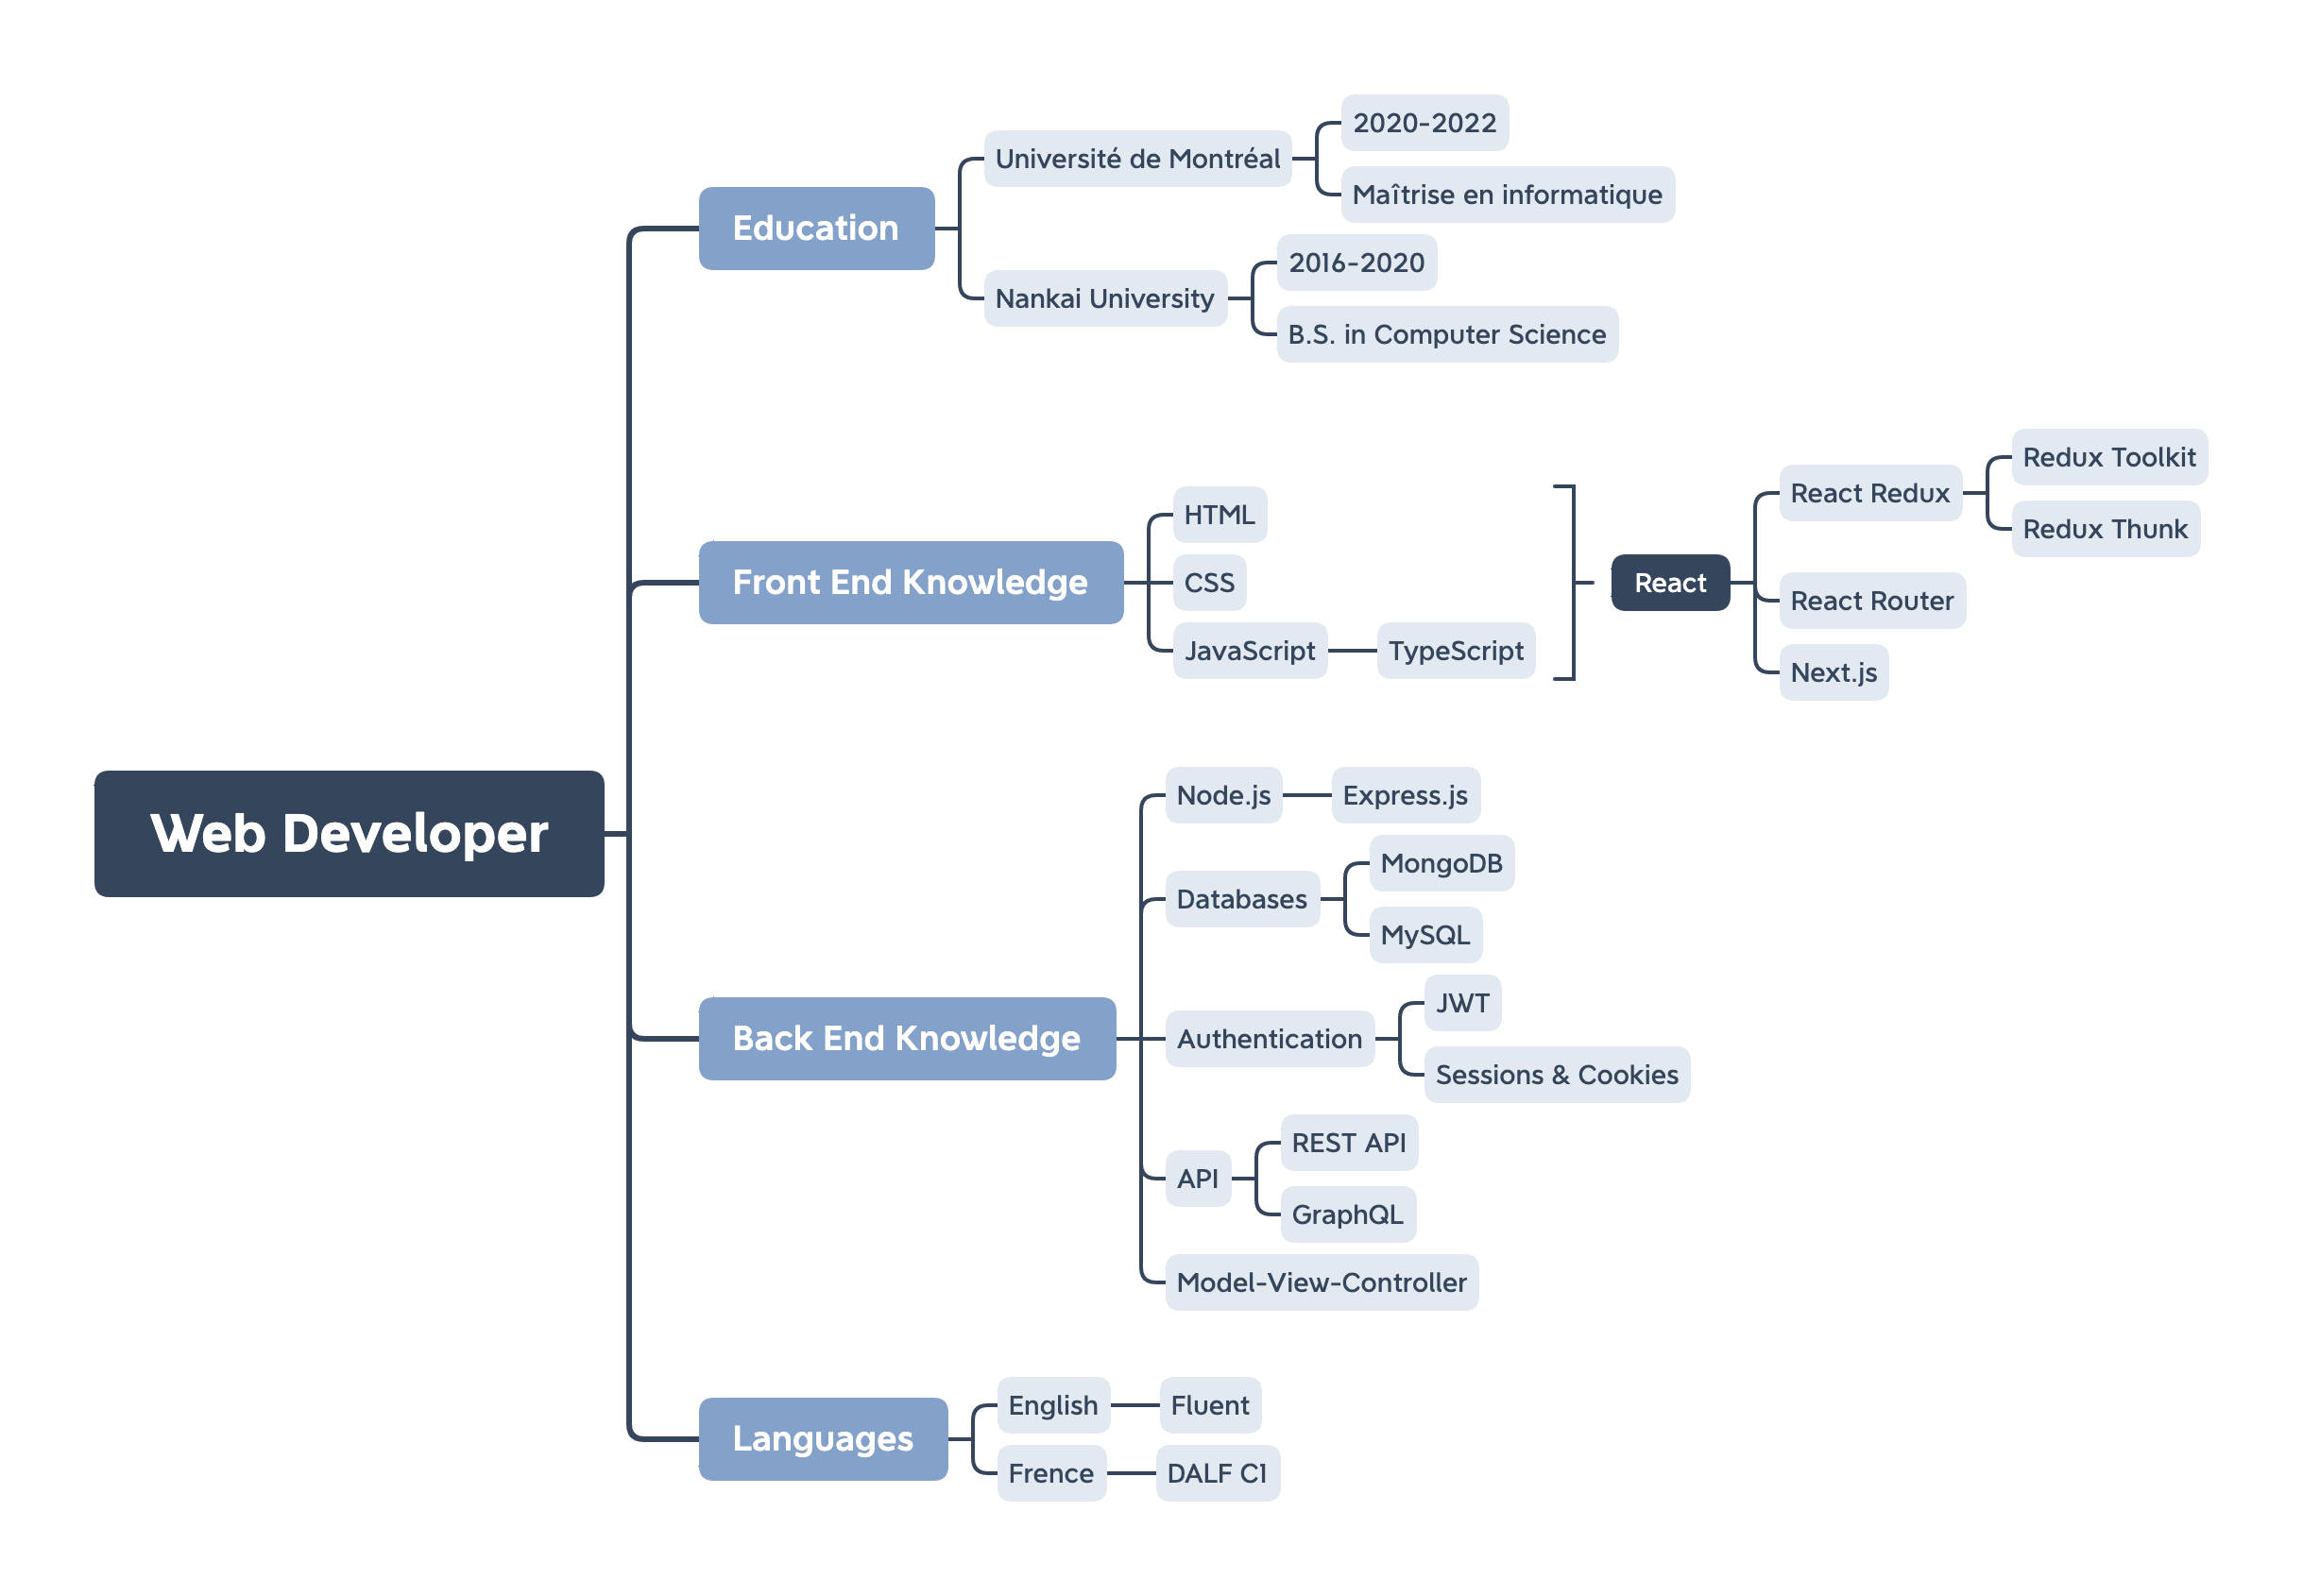 Web Developer
Education
Université de Montréal
2020-2022
Maîtrise en informatique
Nankai University
2016-2020
B.S. in Computer Science
Front End Knowledge
HTML
CSS
JavaScript
TypeScript
React
React Redux
Redux Toolkit
Redux Thunk
React Router
Next.js
Back End Knowledge
Node.js
Express.js
Databases
MongoDB
MySQL
Authentication
JWT
Sessions & Cookies
API
REST API
GraphQL
Model-View-Controller
Languages
English
Fluent
Frence
DALF C1